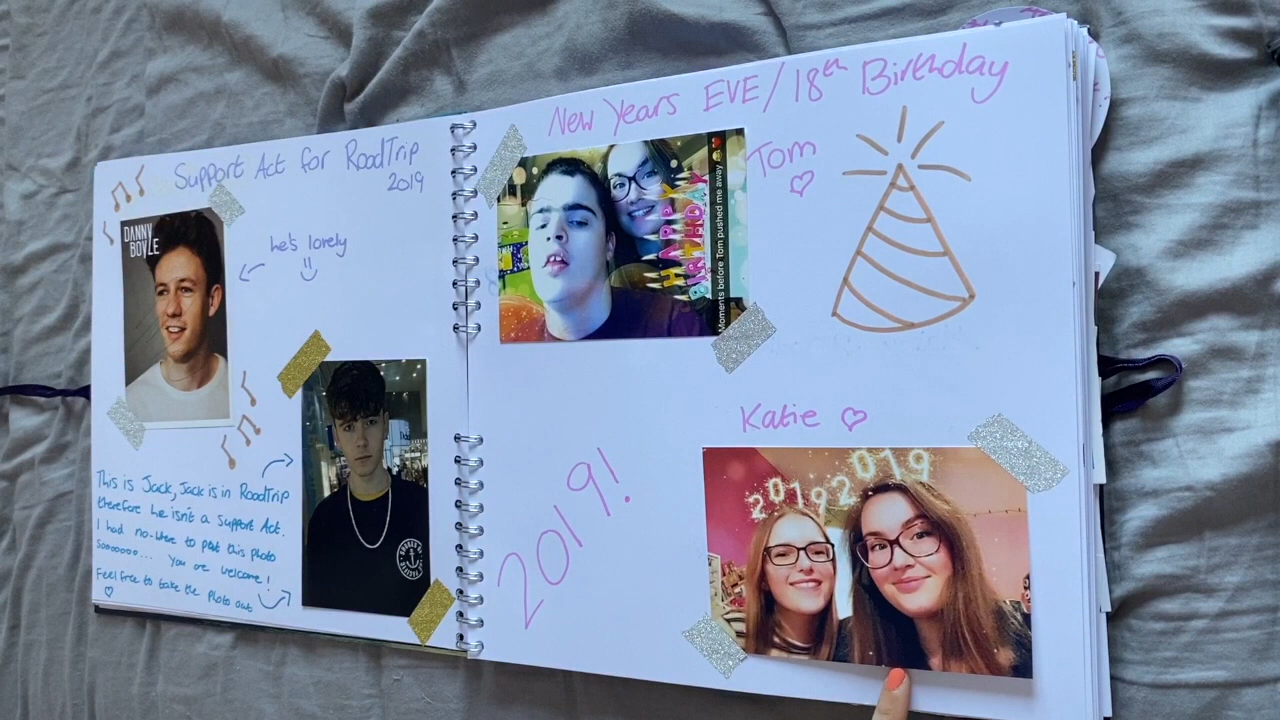 Support Act for RoadTrip
2019
DANNY
BOYLE
he's lovely
This is Jack, Jack is in RoadTrip
therefore he isn't a Support Act.
I had no-where to put this photo
Sooooooo... You are welcome!
Feel free to take the photo out
New Years EVE/18th Birthday
Tom
HAPPY
BIRTHDAY
Moments before Tom pushed me away
Katie
2019!
2019 2019